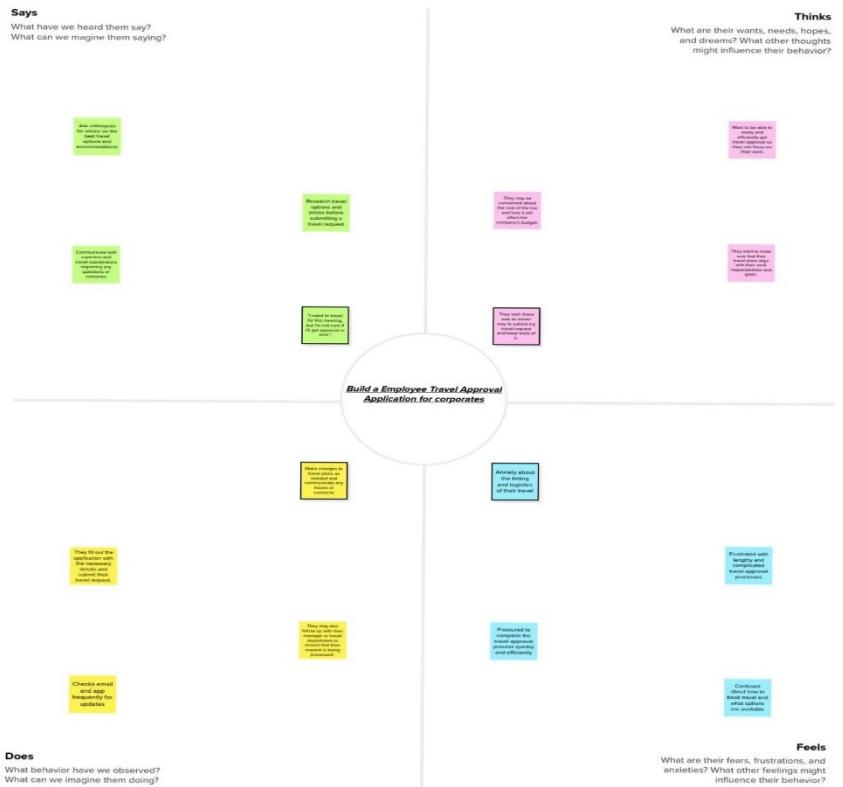 Says
What have we heard them say?
What can we magine them saying?
Thinks
What are their wants, needs, hopes,
and dreams? What other thoughts
might influence their behavior?
Ask colleagues
for advice on the
best travel
options and
accommodations
Research travel
options and
prices before
submitting a
travel request
Communicate with
superiors and
travel coordinators
regarding any
questions or
concerns
"I need to travel
for this meeting,
but I'm not sure if
I'll get approval in
time."
They may be
concerned about
the cost of the trip
and how it will
affect the
company's budget.
Want to be able to
easily and
efficiently get
travel approval so
they can focus on
their work
They want to make
sure that their
travel plans align
with their work
responsibilities and
goals.
They wish there
was an easier
way to submit my
travel request
and keep track of
it
Build a Employee Travel Approval
Application for corporates
Make changes to
travel plans as
needed and
communicate any
issues or
concerns
They fill out the
application with
the necessary
details and
submit their
travel request.
They may also
follow up with their
manager or travel
department to
ensure that their
request is being
processed
Checks email
and app
frequently for
updates
Anxiety about
the timing
and logistics
of their travel
Frustrated with
lengthy and
complicated
travel approval
processes
Pressured to
complete the
travel approval
process quickly
and efficiently
Confused
about how to
book travel and
what options
are available
Does
What behavior have we observed?
What can we imagine them doing?
Feels
What are their fears, frustrations, and
anxieties? What other feelings might
influence their behavior?